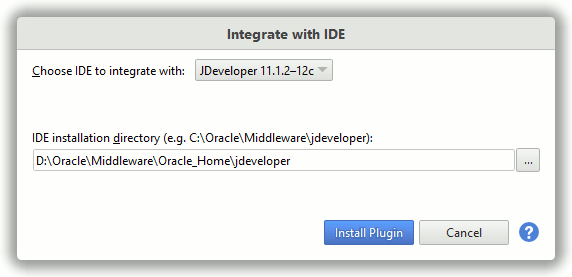 Integrate with IDE
Choose IDE to integrate with: JDeveloper 11.1.2–12c
IDE installation directory (e.g. C:\Oracle\Middleware\jdeveloper):
D:\Oracle\Middleware\Oracle_Home\jdeveloper ...
Install Plugin Cancel ?